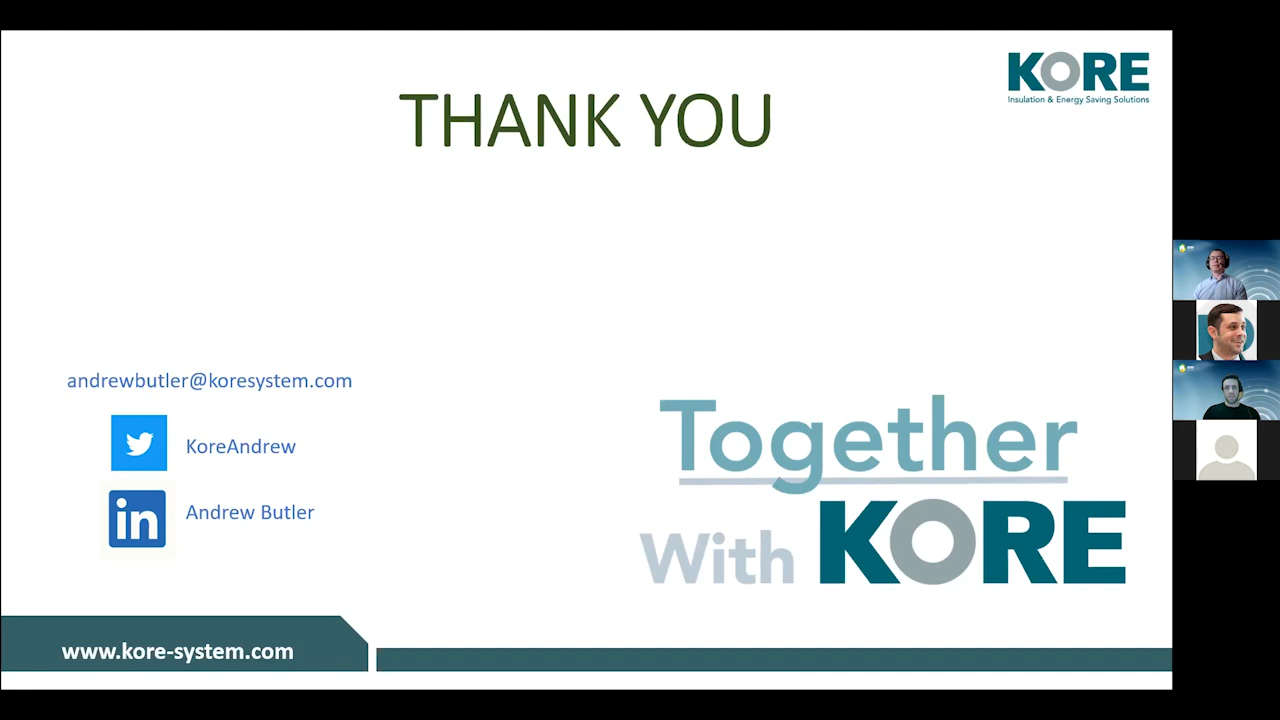 KORE
Insulation & Energy Saving Solutions
THANK YOU
andrewbutler@koresystem.com
KoreAndrew
in
Andrew Butler
Together
With KORE
www.kore-system.com